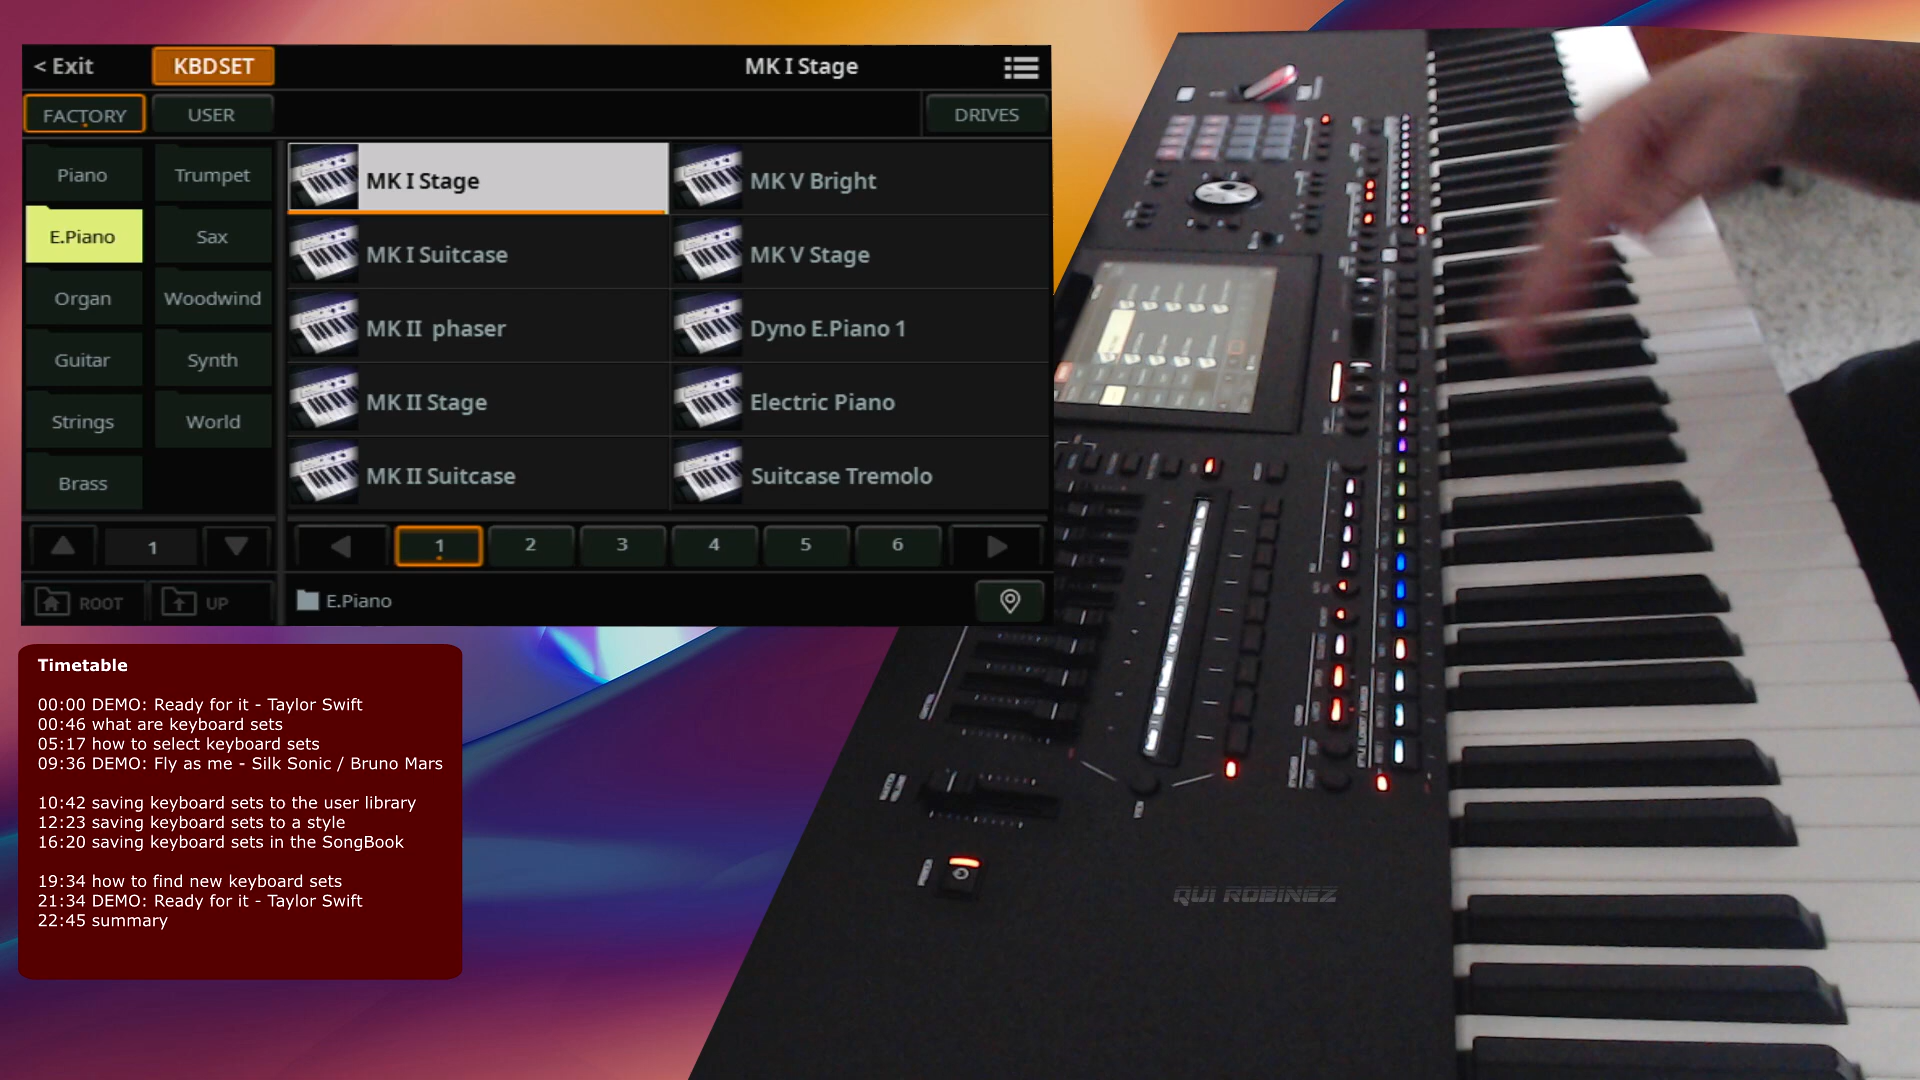 < Exit
KBDSET
MK I Stage
FACTORY
USER
DRIVES
Piano
Trumpet
E.Piano
Sax
Organ
Woodwind
Guitar
Synth
Strings
World
Brass
MK I Stage
MK V Bright
MK I Suitcase
MK V Stage
MK II phaser
Dyno E.Piano 1
MK II Stage
Electric Piano
MK II Suitcase
Suitcase Tremolo
1
1
2
3
4
5
6
ROOT
UP
E.Piano
Timetable
00:00 DEMO: Ready for it - Taylor Swift
00:46 what are keyboard sets
05:17 how to select keyboard sets
09:36 DEMO: Fly as me - Silk Sonic / Bruno Mars
10:42 saving keyboard sets to the user library
12:23 saving keyboard sets to a style
16:20 saving keyboard sets in the SongBook
19:34 how to find new keyboard sets
21:34 DEMO: Ready for it - Taylor Swift
22:45 summary
QUI ROBINEZ